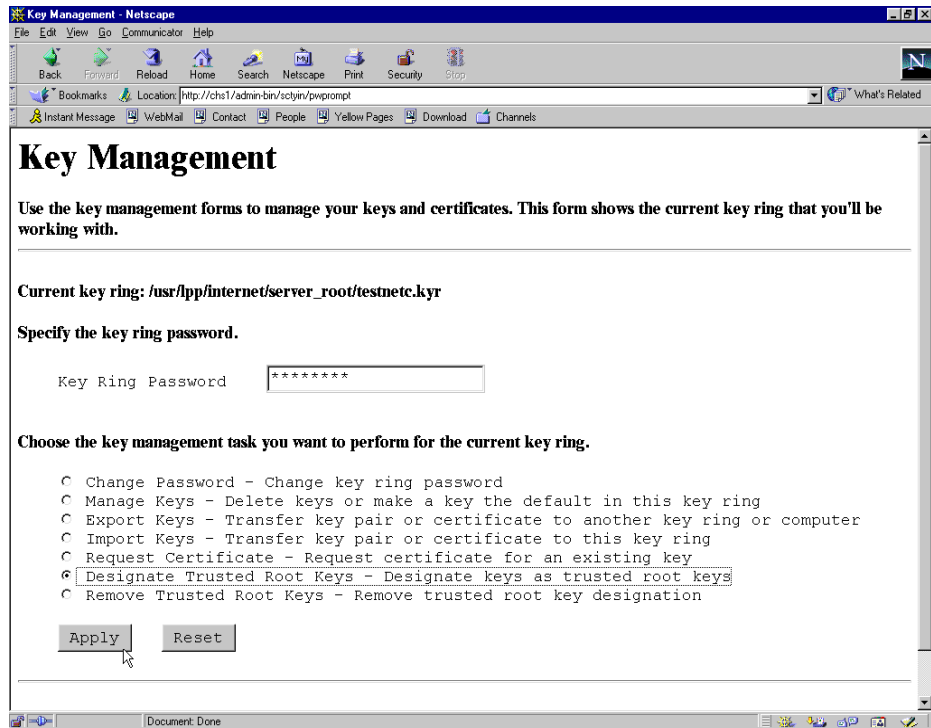 Key Management - Netscape
File Edit View Go Communicator Help
Back Forward Reload Home Search Netscape Print Security Stop
My
N
Bookmarks Location: http://chs1/admin-bin/sctyin/pwprompt What's Related
Instant Message WebMail Contact People Yellow Pages Download Channels
Key Management
Use the key management forms to manage your keys and certificates. This form shows the current key ring that you'll be
working with.
Current key ring: /usr/lpp/internet/server_root/testnetc.kyr
Specify the key ring password.
Key Ring Password ********
Choose the key management task you want to perform for the current key ring.
Change Password - Change key ring password
Manage Keys - Delete keys or make a key the default in this key ring
Export Keys - Transfer key pair or certificate to another key ring or computer
Import Keys - Transfer key pair or certificate to this key ring
Request Certificate - Request certificate for an existing key
Designate Trusted Root Keys - Designate keys as trusted root keys
Remove Trusted Root Keys - Remove trusted root key designation
Apply Reset
Document: Done